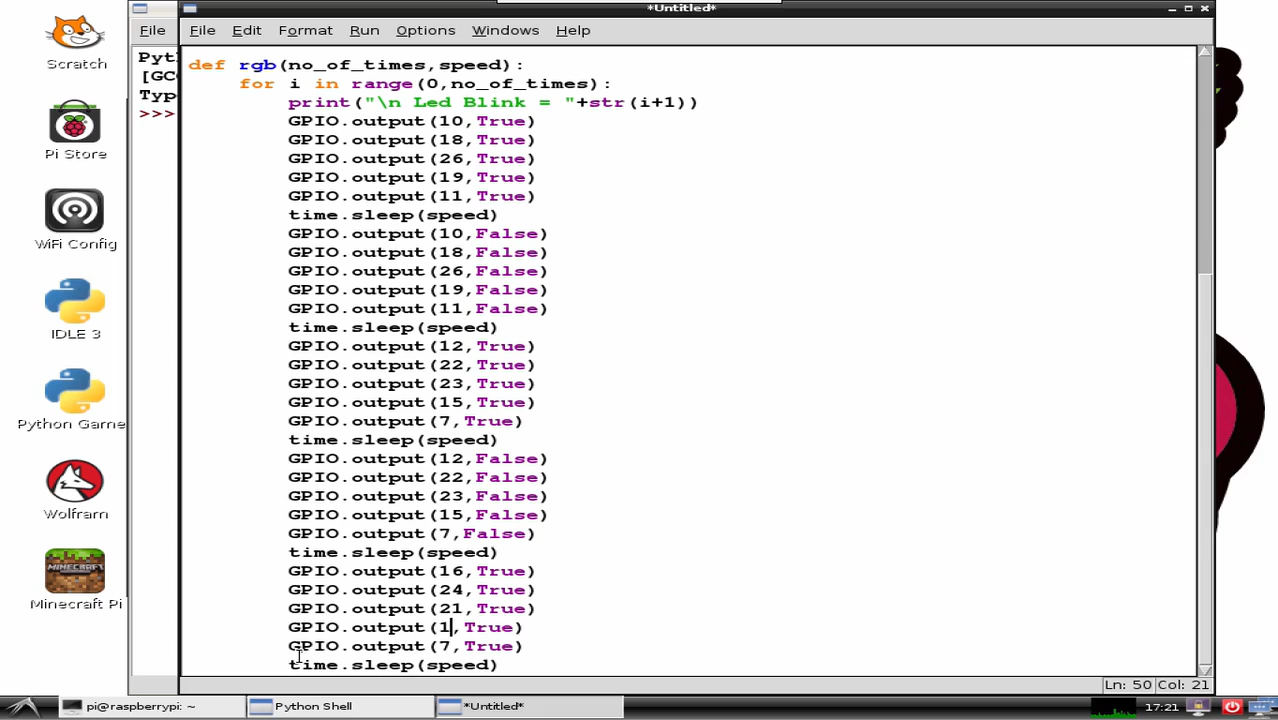 *Untitled*
File
File Edit Format Run Options Windows Help
Scratch
Pi Store
WiFi Config
IDLE 3
Python Game
Wolfram
Minecraft Pi
Pyt
[GC
Typ
>>>
def rgb(no_of_times,speed):
for i in range(0,no_of_times):
print("\n Led Blink = "+str(i+1))
GPIO.output(10,True)
GPIO.output(18,True)
GPIO.output(26,True)
GPIO.output(19,True)
GPIO.output(11,True)
time.sleep(speed)
GPIO.output(10,False)
GPIO.output(18,False)
GPIO.output(26,False)
GPIO.output(19,False)
GPIO.output(11,False)
time.sleep(speed)
GPIO.output(12,True)
GPIO.output(22,True)
GPIO.output(23,True)
GPIO.output(15,True)
GPIO.output(7,True)
time.sleep(speed)
GPIO.output(12,False)
GPIO.output(22,False)
GPIO.output(23,False)
GPIO.output(15,False)
GPIO.output(7,False)
time.sleep(speed)
GPIO.output(16,True)
GPIO.output(24,True)
GPIO.output(21,True)
GPIO.output(1,True)
GPIO.output(7,True)
time.sleep(speed)
Ln: 50 Col: 21
pi@raspberrypi: ~
Python Shell
*Untitled*
17:21